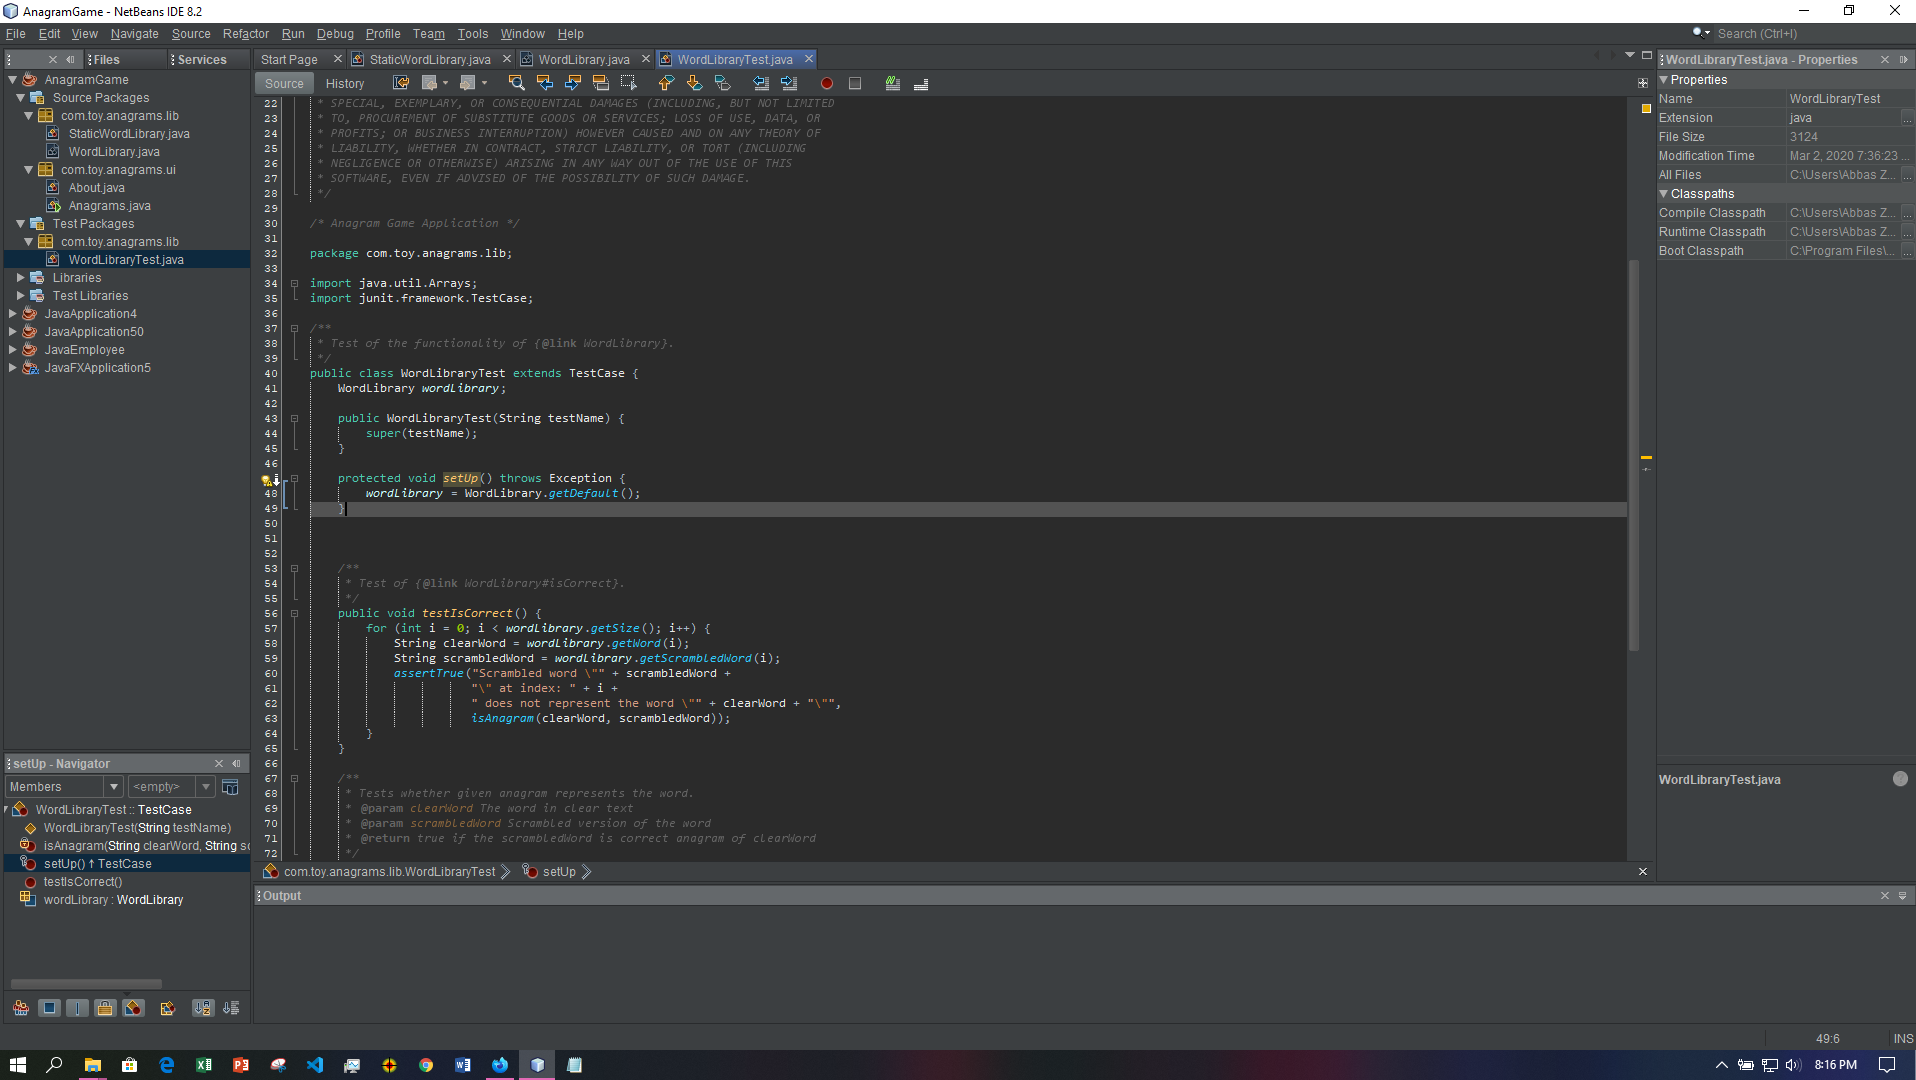 AnagramGame - NetBeans IDE 8.2
File Edit View Navigate Source Refactor Run Debug Profile Team Tools Window Help
Search (Ctrl+I)
Files Services
AnagramGame
Source Packages
com.toy.anagrams.lib
StaticWordLibrary.java
WordLibrary.java
com.toy.anagrams.ui
About.java
Anagrams.java
Test Packages
com.toy.anagrams.lib
WordLibraryTest.java
Libraries
Test Libraries
JavaApplication4
JavaApplication50
JavaEmployee
JavaFXApplication5
setUp - Navigator
Members <empty>
WordLibraryTest :: TestCase
WordLibraryTest(String testName)
isAnagram(String clearWord, String sc
setUp() ↑ TestCase
testIsCorrect()
wordLibrary : WordLibrary
Start Page StaticWordLibrary.java WordLibrary.java WordLibraryTest.java
Source History
22 * SPECIAL, EXEMPLARY, OR CONSEQUENTIAL DAMAGES (INCLUDING, BUT NOT LIMITED
23 * TO, PROCUREMENT OF SUBSTITUTE GOODS OR SERVICES; LOSS OF USE, DATA, OR
24 * PROFITS; OR BUSINESS INTERRUPTION) HOWEVER CAUSED AND ON ANY THEORY OF
25 * LIABILITY, WHETHER IN CONTRACT, STRICT LIABILITY, OR TORT (INCLUDING
26 * NEGLIGENCE OR OTHERWISE) ARISING IN ANY WAY OUT OF THE USE OF THIS
27 * SOFTWARE, EVEN IF ADVISED OF THE POSSIBILITY OF SUCH DAMAGE.
28 */
29
30 /* Anagram Game Application */
31
32 package com.toy.anagrams.lib;
33
34 import java.util.Arrays;
35 import junit.framework.TestCase;
36
37 /**
38 * Test of the functionality of {@link WordLibrary}.
39 */
40 public class WordLibraryTest extends TestCase {
41 WordLibrary wordLibrary;
42
43 public WordLibraryTest(String testName) {
44 super(testName);
45 }
46
protected void setUp() throws Exception {
48 wordLibrary = WordLibrary.getDefault();
49 }
50
51
52
53 /**
54 * Test of {@link WordLibrary#isCorrect}.
55 */
56 public void testIsCorrect() {
57 for (int i = 0; i < wordLibrary.getSize(); i++) {
58 String clearWord = wordLibrary.getWord(i);
59 String scrambledWord = wordLibrary.getScrambledWord(i);
60 assertTrue("Scrambled word \"" + scrambledWord +
61 "\" at index: " + i +
62 " does not represent the word \"" + clearWord + "\"",
63 isAnagram(clearWord, scrambledWord));
64 }
65 }
66
67 /**
68 * Tests whether given anagram represents the word.
69 * @param clearWord The word in clear text
70 * @param scrambledWord Scrambled version of the word
71 * @return true if the scrambledWord is correct anagram of clearWord
72 */
com.toy.anagrams.lib.WordLibraryTest setUp
Output
WordLibraryTest.java - Properties
Properties
Name WordLibraryTest
Extension java ...
File Size 3124
Modification Time Mar 2, 2020 7:36:23 ...
All Files C:\Users\Abbas Z... ...
Classpaths
Compile Classpath C:\Users\Abbas Z... ...
Runtime Classpath C:\Users\Abbas Z... ...
Boot Classpath C:\Program Files\... ...
WordLibraryTest.java
49:6 INS
8:16 PM